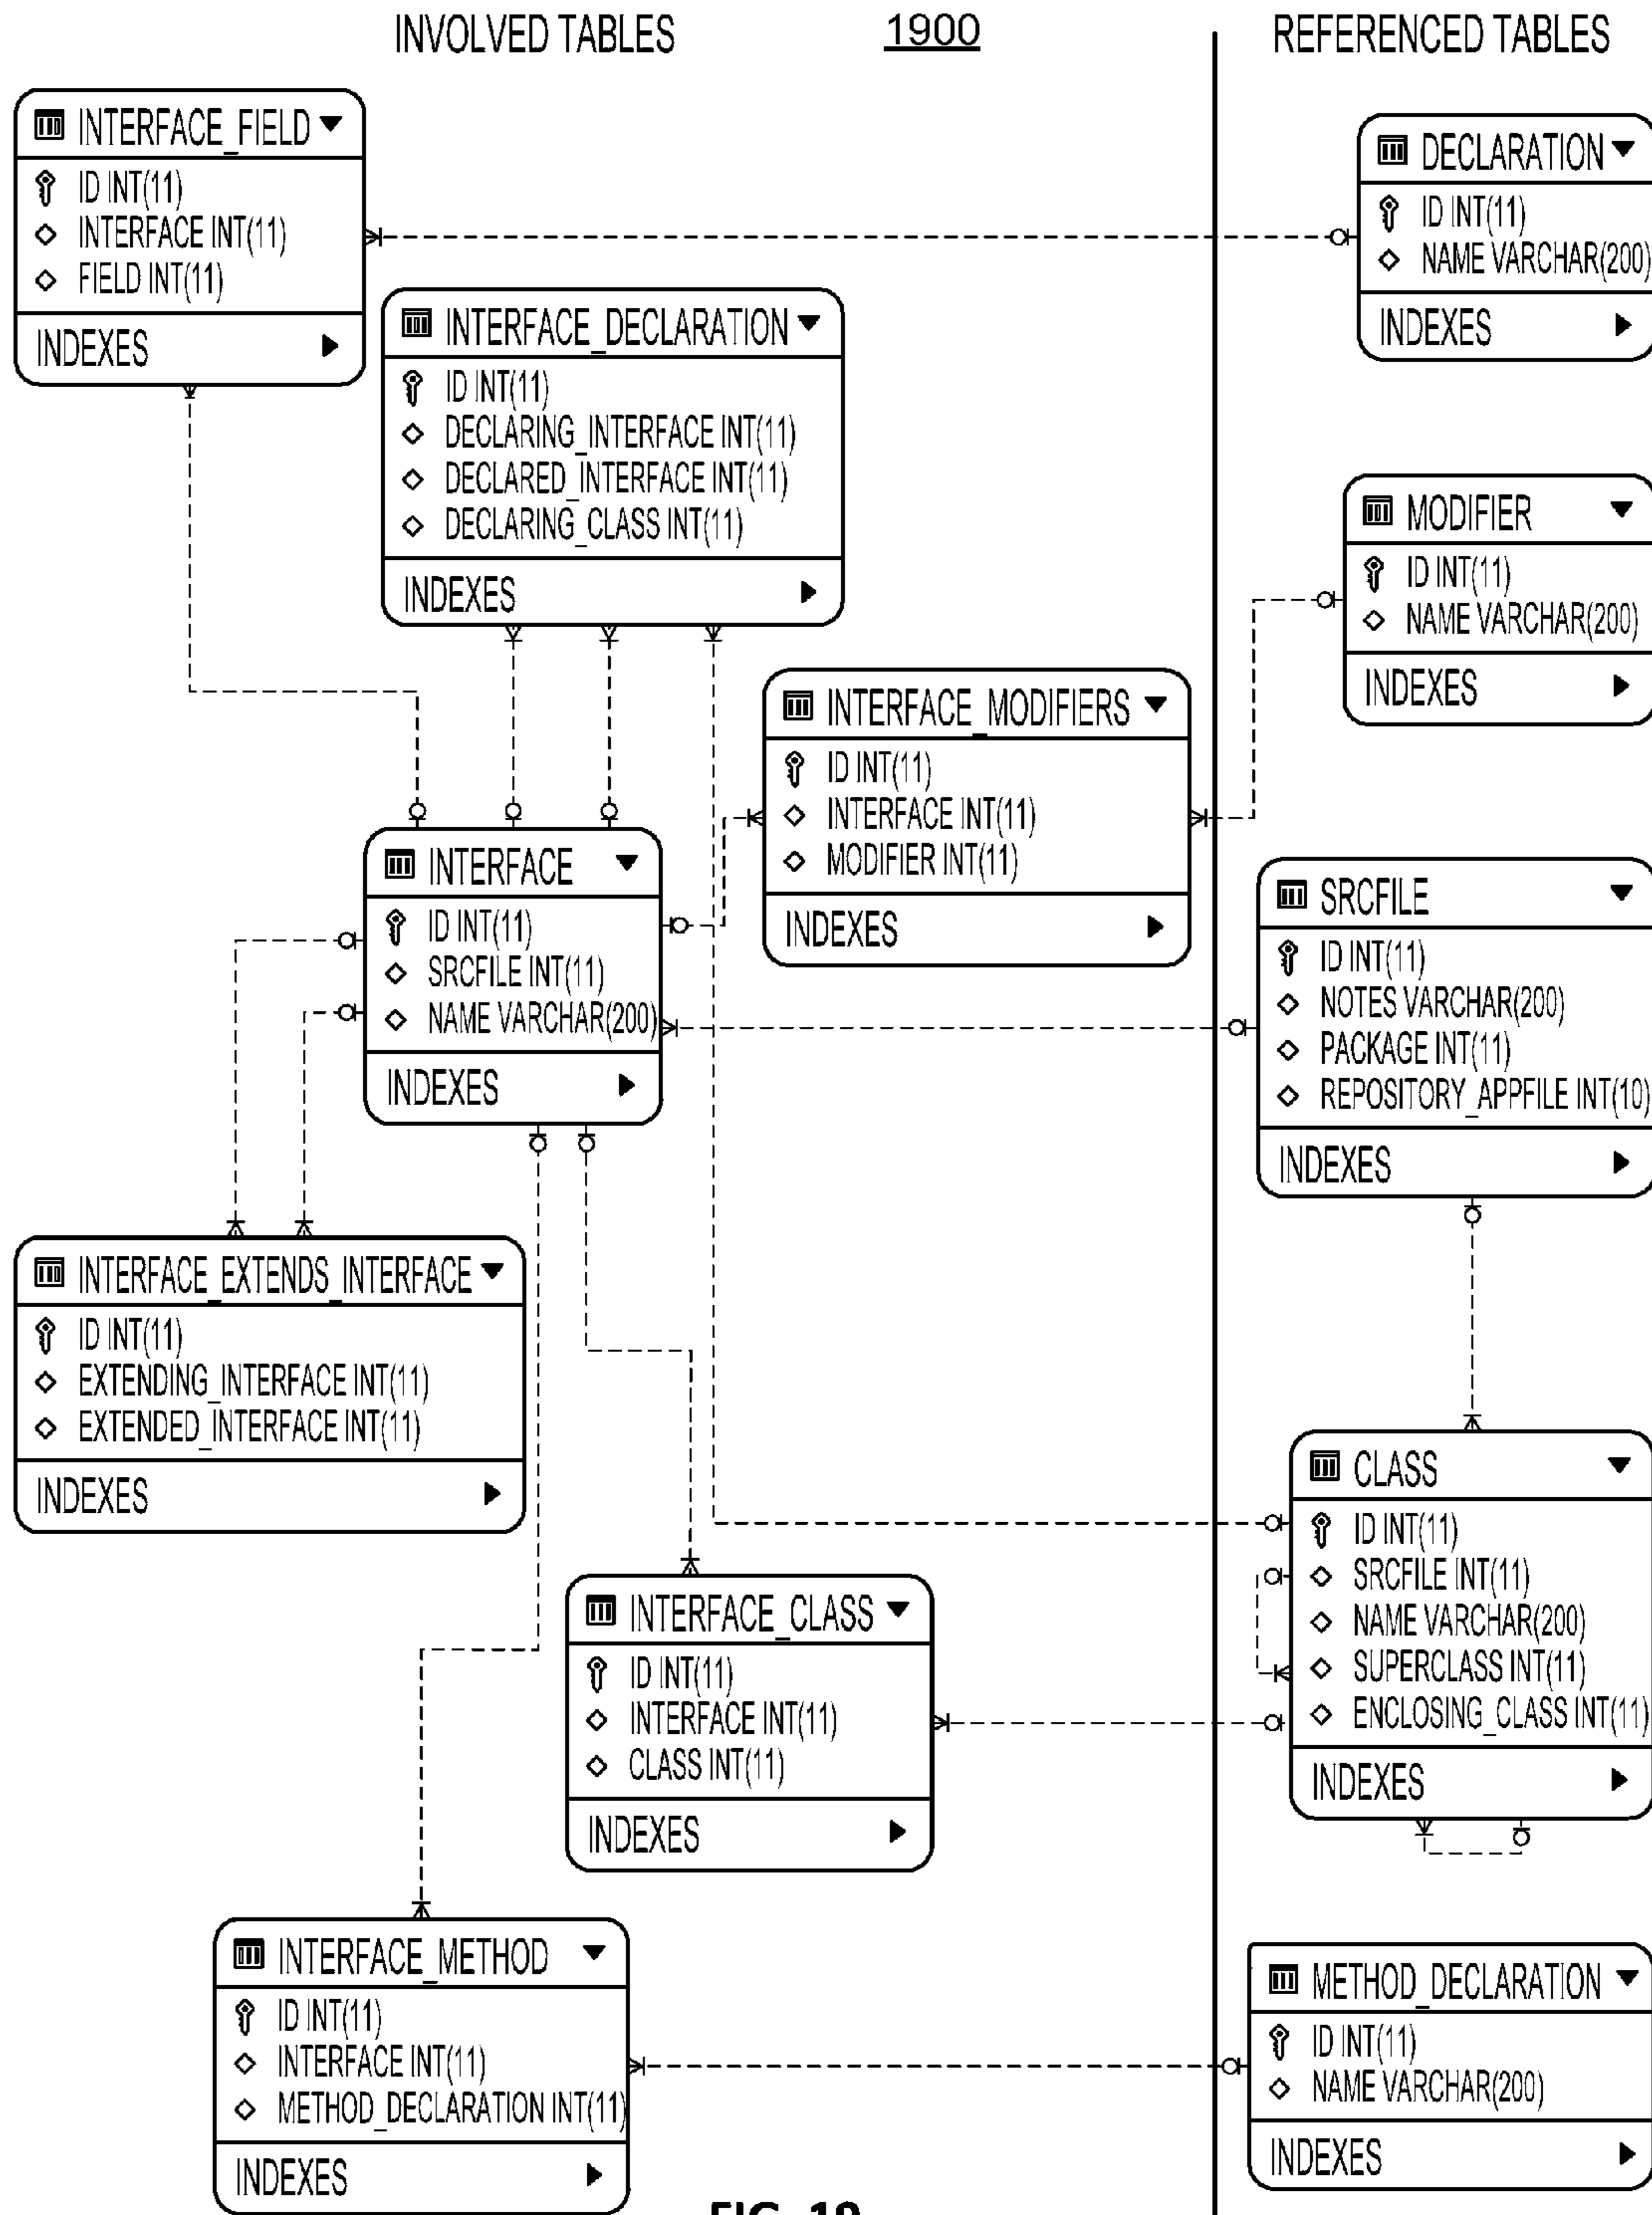 INVOLVED TABLES
1900
REFERENCED TABLES
INTERFACE_FIELD
ID INT(11)
INTERFACE INT(11)
FIELD INT(11)
INDEXES
DECLARATION
ID INT(11)
NAME VARCHAR(200)
INDEXES
INTERFACE_DECLARATION
ID INT(11)
DECLARING_INTERFACE INT(11)
DECLARED_INTERFACE INT(11)
DECLARING_CLASS INT(11)
INDEXES
MODIFIER
ID INT(11)
NAME VARCHAR(200)
INDEXES
INTERFACE_MODIFIERS
ID INT(11)
INTERFACE INT(11)
MODIFIER INT(11)
INDEXES
INTERFACE
ID INT(11)
SRCFILE INT(11)
NAME VARCHAR(200)
INDEXES
SRCFILE
ID INT(11)
NOTES VARCHAR(200)
PACKAGE INT(11)
REPOSITORY_APPFILE INT(10)
INDEXES
INTERFACE_EXTENDS_INTERFACE
ID INT(11)
EXTENDING_INTERFACE INT(11)
EXTENDED_INTERFACE INT(11)
INDEXES
CLASS
ID INT(11)
SRCFILE INT(11)
NAME VARCHAR(200)
SUPERCLASS INT(11)
ENCLOSING_CLASS INT(11)
INDEXES
INTERFACE_CLASS
ID INT(11)
INTERFACE INT(11)
CLASS INT(11)
INDEXES
INTERFACE_METHOD
ID INT(11)
INTERFACE INT(11)
METHOD_DECLARATION INT(11)
INDEXES
METHOD_DECLARATION
ID INT(11)
NAME VARCHAR(200)
INDEXES